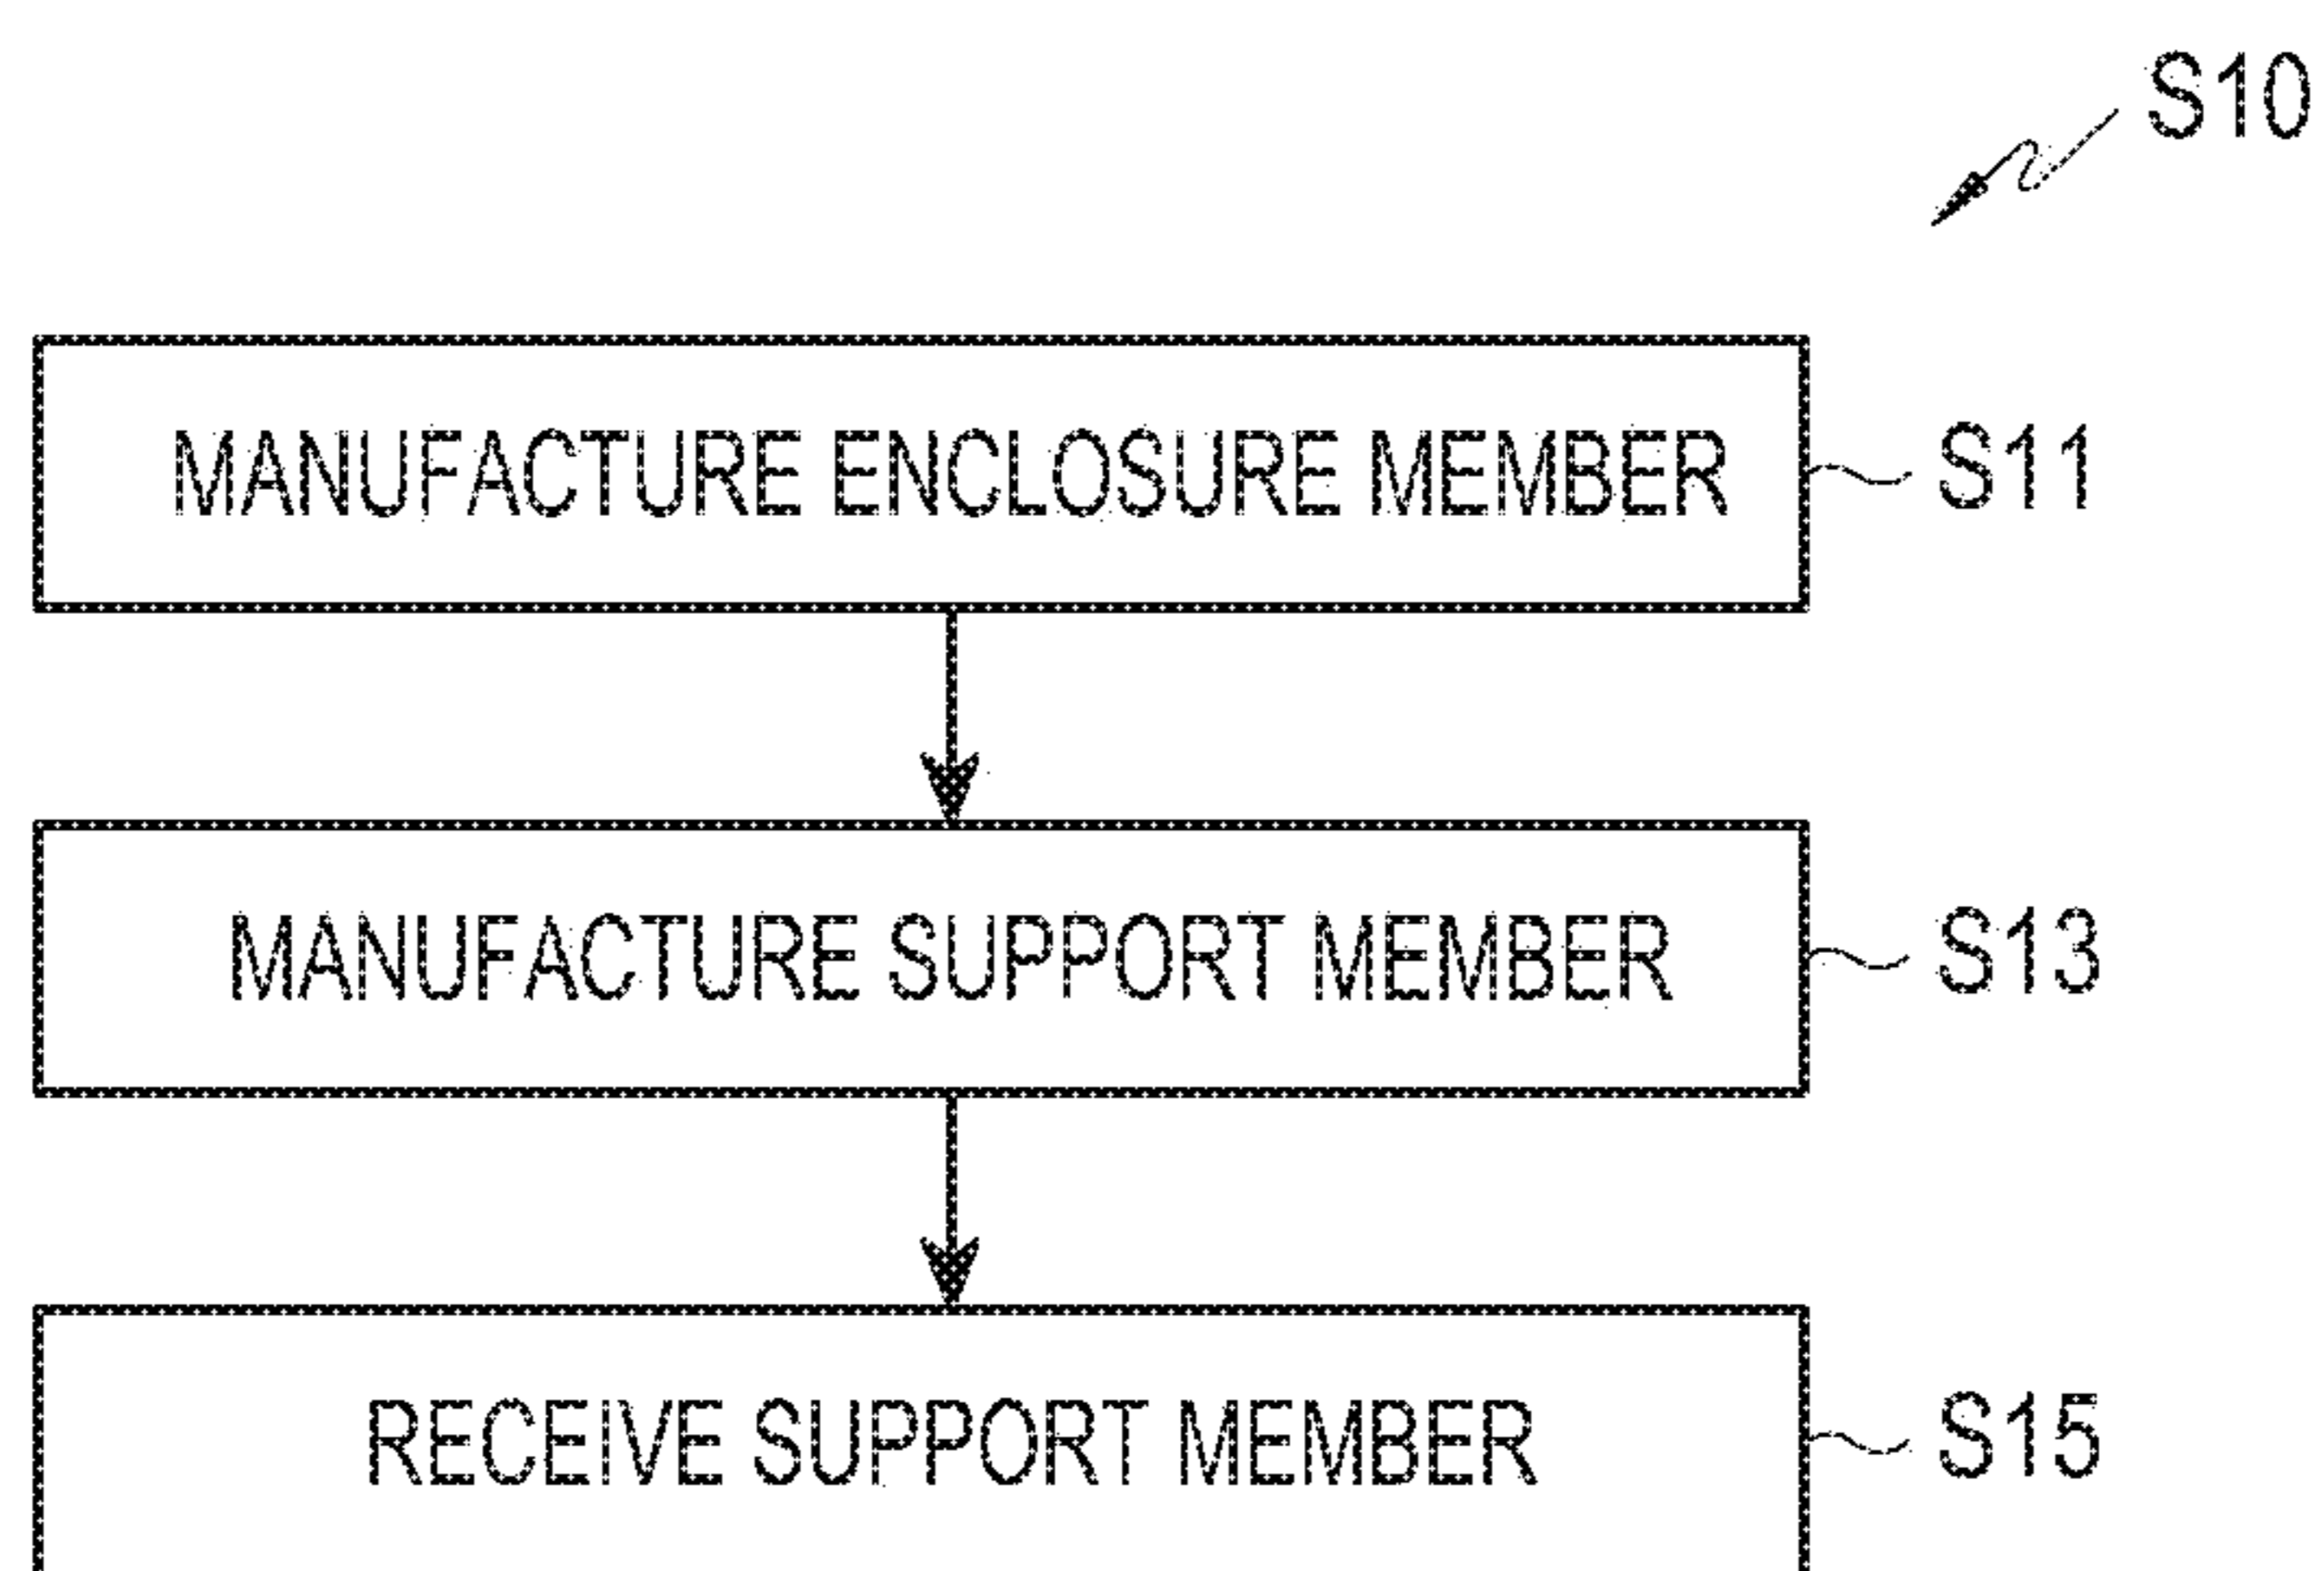 S10
MANUFACTURE ENCLOSURE MEMBER S11
MANUFACTURE SUPPORT MEMBER S13
RECEIVE SUPPORT MEMBER S15